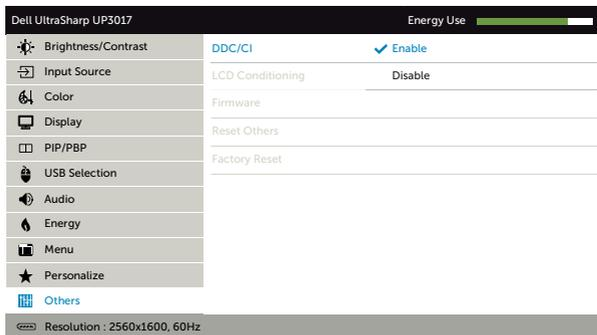 Dell UltraSharp UP3017 Energy Use
Brightness/Contrast DDC/CI Enable
Input Source LCD Conditioning Disable
Color Firmware
Display Reset Others
PIP/PBP Factory Reset
USB Selection
Audio
Energy
Menu
Personalize
Others
Resolution : 2560x1600, 60Hz